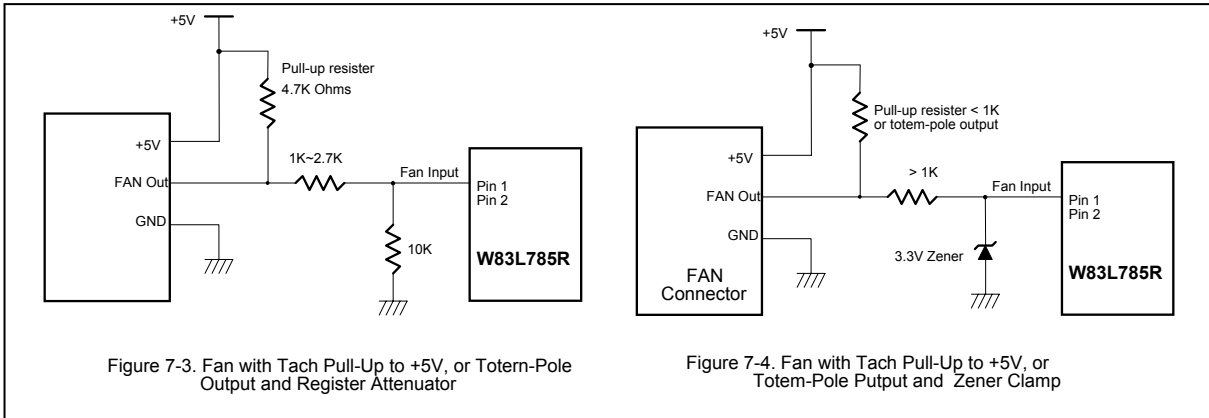 +5V
Pull-up resister
4.7K Ohms
+5V
1K~2.7K
Fan Input
FAN Out
Pin 1
Pin 2
GND
10K
W83L785R
Figure 7-3. Fan with Tach Pull-Up to +5V, or Totern-Pole
Output and Register Attenuator
+5V
Pull-up resister < 1K
or totem-pole output
+5V
> 1K
Fan Input
FAN Out
Pin 1
Pin 2
GND
3.3V Zener
FAN
Connector
W83L785R
Figure 7-4. Fan with Tach Pull-Up to +5V, or
Totem-Pole Putput and Zener Clamp